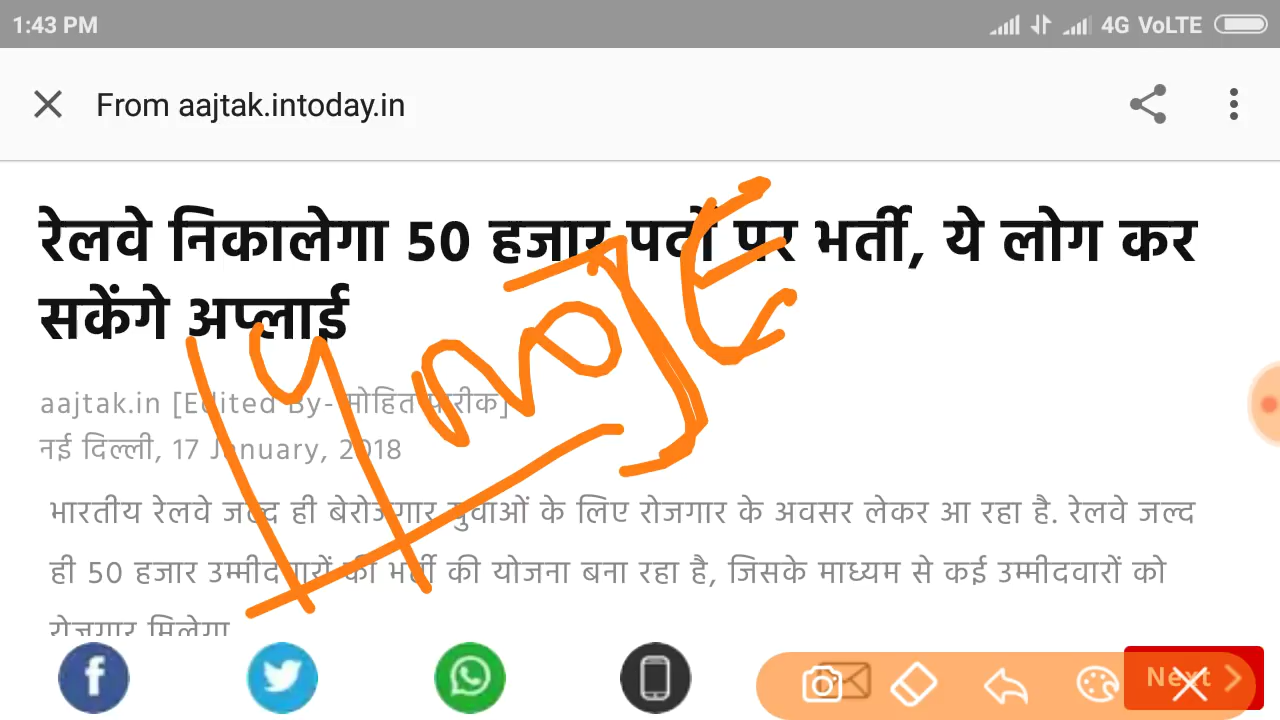 1:43 PM 4G VoLTE
From aajtak.intoday.in
रेलवे निकालेगा 50 हजार पदों पर भर्ती, ये लोग कर
सकेंगे अप्लाई
aajtak.in [Edited By- मोहित पारीक]
नई दिल्ली, 17 January, 2018
भारतीय रेलवे जल्द ही बेरोजगार युवाओं के लिए रोजगार के अवसर लेकर आ रहा है. रेलवे जल्द
ही 50 हजार उम्मीदवारों की भर्ती की योजना बना रहा है, जिसके माध्यम से कई उम्मीदवारों को
रोजगार मिलेगा
Next